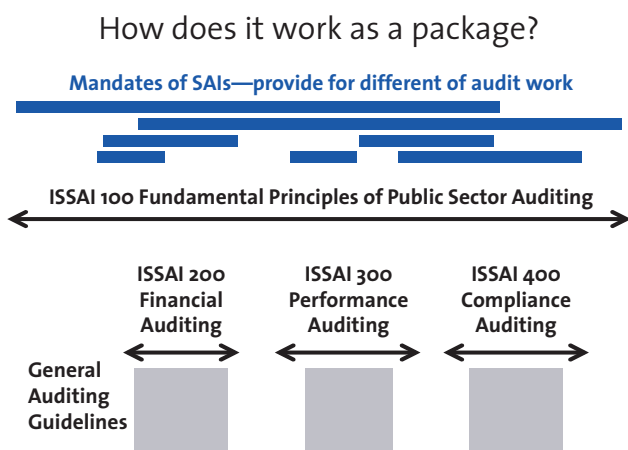 How does it work as a package?
Mandates of SAIs—provide for different of audit work
ISSAI 100 Fundamental Principles of Public Sector Auditing
ISSAI 200
Financial
Auditing
ISSAI 300
Performance
Auditing
ISSAI 400
Compliance
Auditing
General
Auditing
Guidelines